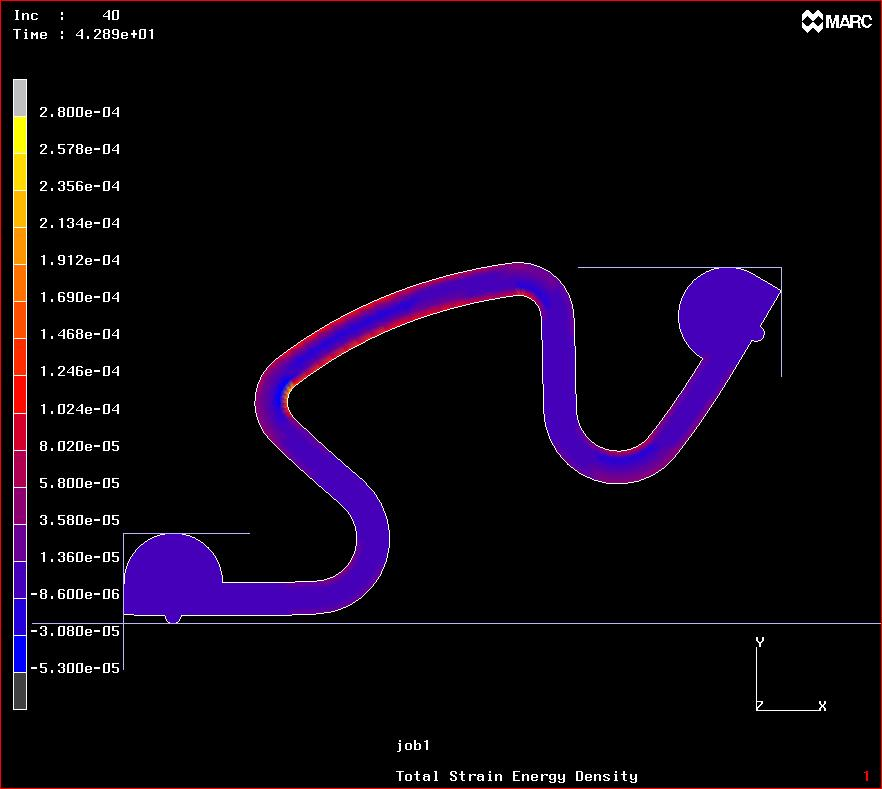 Inc  :    40
Time : 4.289e+01
MARC
2.800e-04
2.578e-04
2.356e-04
2.134e-04
1.912e-04
1.690e-04
1.468e-04
1.246e-04
1.024e-04
8.020e-05
5.800e-05
3.580e-05
1.360e-05
-8.600e-06
-3.080e-05
-5.300e-05
Y
Z X
job1
Total Strain Energy Density
1